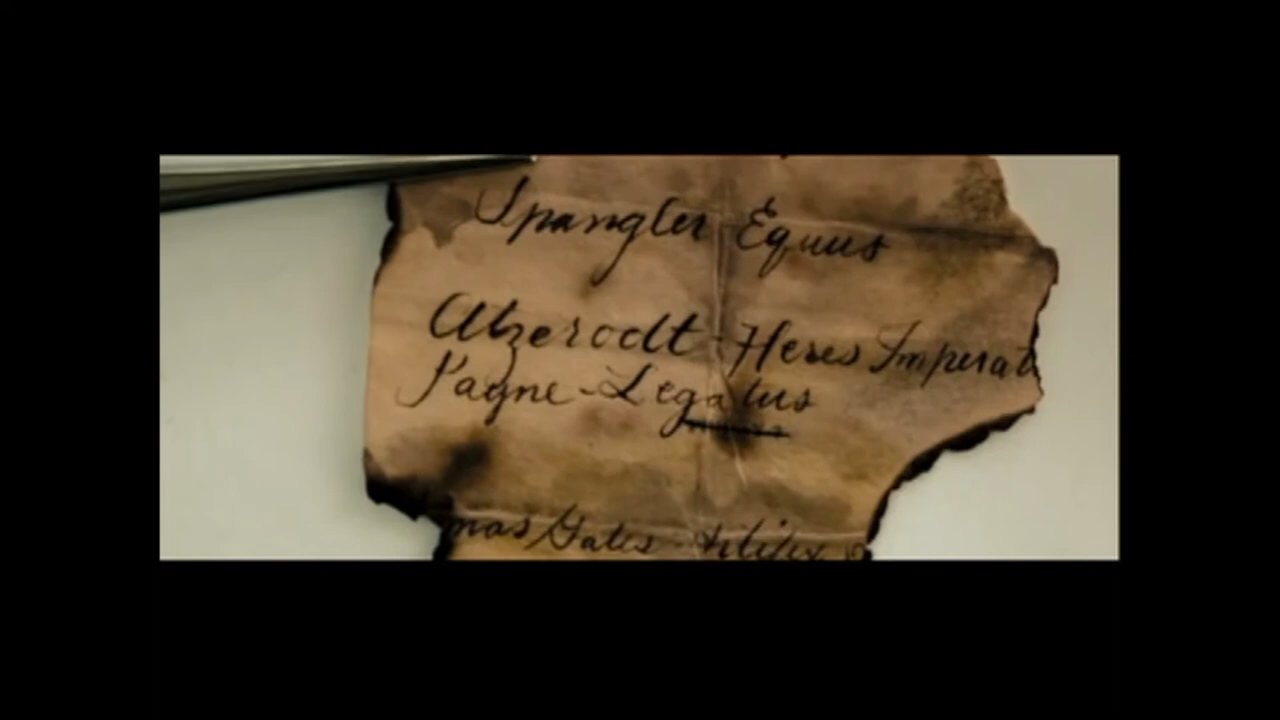 Spangler Equus
Atzerodt - Heres Imperat
Payne - Legatus
mas Gates - Artifex